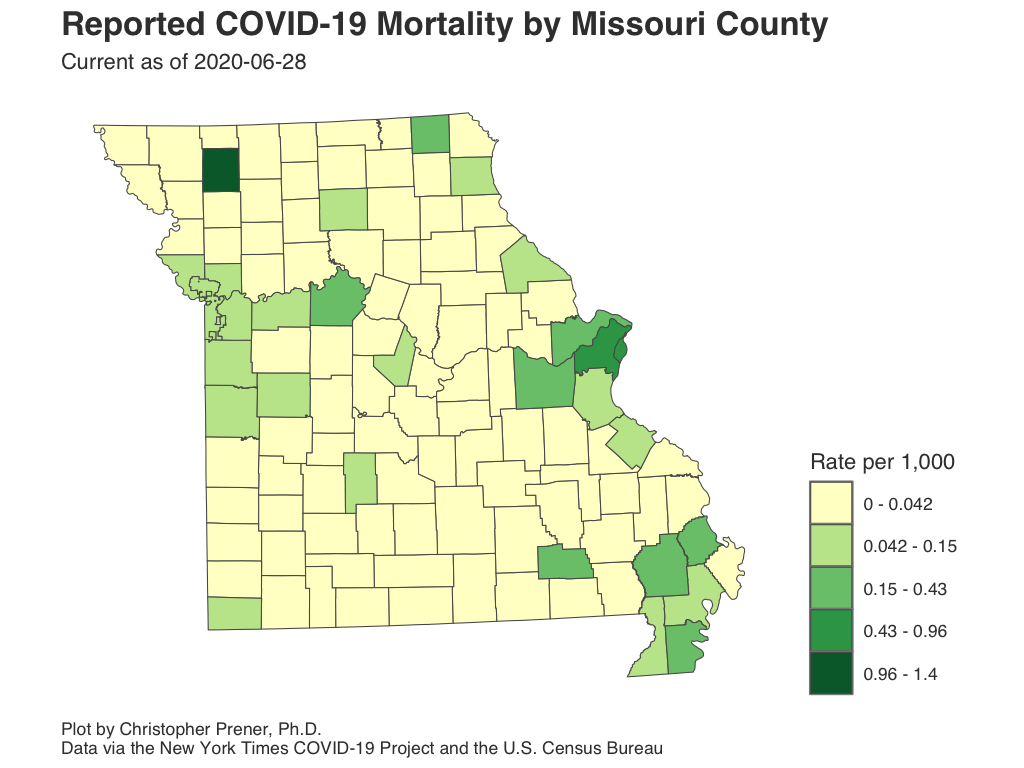 Reported COVID-19 Mortality by Missouri County
Current as of 2020-06-28
Rate per 1,000
0 - 0.042
0.042 - 0.15
0.15 - 0.43
0.43 - 0.96
0.96 - 1.4
Plot by Christopher Prener, Ph.D.
Data via the New York Times COVID-19 Project and the U.S. Census Bureau